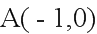 A( - 1,0)